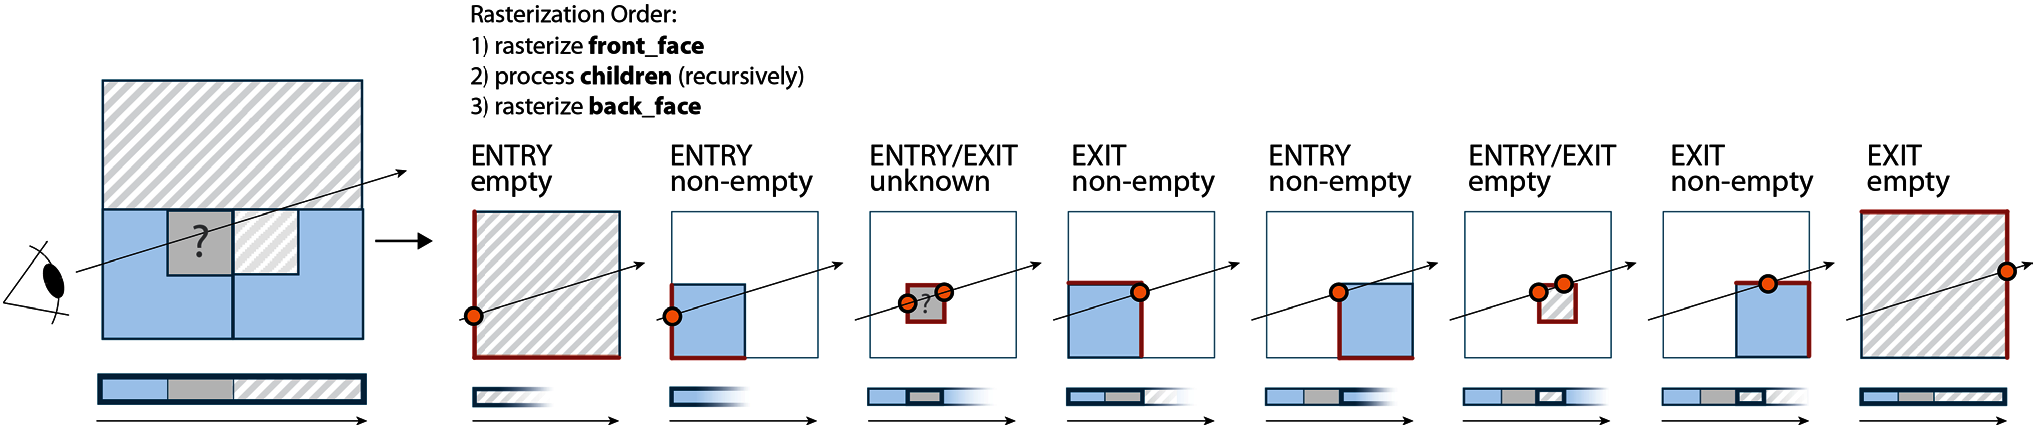 Rasterization Order:
1) rasterize front_face
2) process children (recursively)
3) rasterize back_face
ENTRY
empty
ENTRY
non-empty
ENTRY/EXIT
unknown
EXIT
non-empty
ENTRY
non-empty
ENTRY/EXIT
empty
EXIT
non-empty
EXIT
empty
?
?